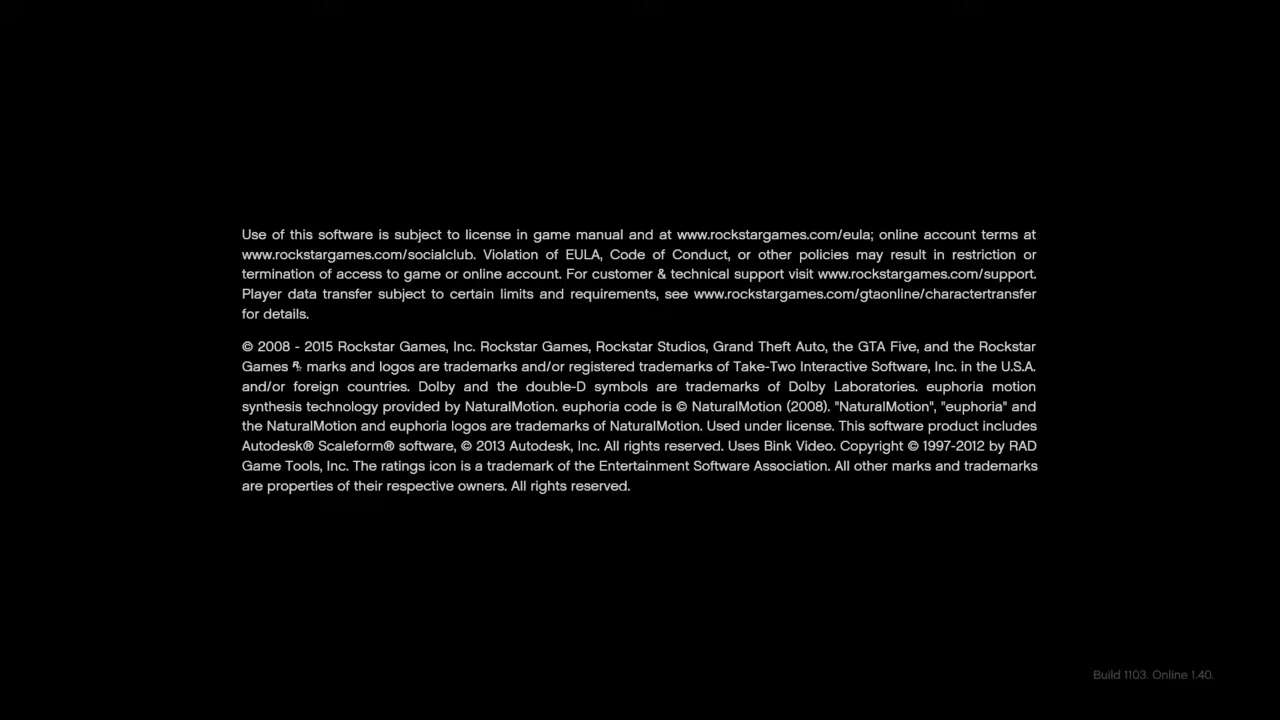 Use of this software is subject to license in game manual and at www.rockstargames.com/eula; online account terms at
www.rockstargames.com/socialclub. Violation of EULA, Code of Conduct, or other policies may result in restriction or
termination of access to game or online account. For customer & technical support visit www.rockstargames.com/support.
Player data transfer subject to certain limits and requirements, see www.rockstargames.com/gtaonline/charactertransfer
for details.
© 2008 - 2015 Rockstar Games, Inc. Rockstar Games, Rockstar Studios, Grand Theft Auto, the GTA Five, and the Rockstar
Games R* marks and logos are trademarks and/or registered trademarks of Take-Two Interactive Software, Inc. in the U.S.A.
and/or foreign countries. Dolby and the double-D symbols are trademarks of Dolby Laboratories. euphoria motion
synthesis technology provided by NaturalMotion. euphoria code is © NaturalMotion (2008). "NaturalMotion", "euphoria" and
the NaturalMotion and euphoria logos are trademarks of NaturalMotion. Used under license. This software product includes
Autodesk® Scaleform® software, © 2013 Autodesk, Inc. All rights reserved. Uses Bink Video. Copyright © 1997-2012 by RAD
Game Tools, Inc. The ratings icon is a trademark of the Entertainment Software Association. All other marks and trademarks
are properties of their respective owners. All rights reserved.
Build 1103. Online 1.40.